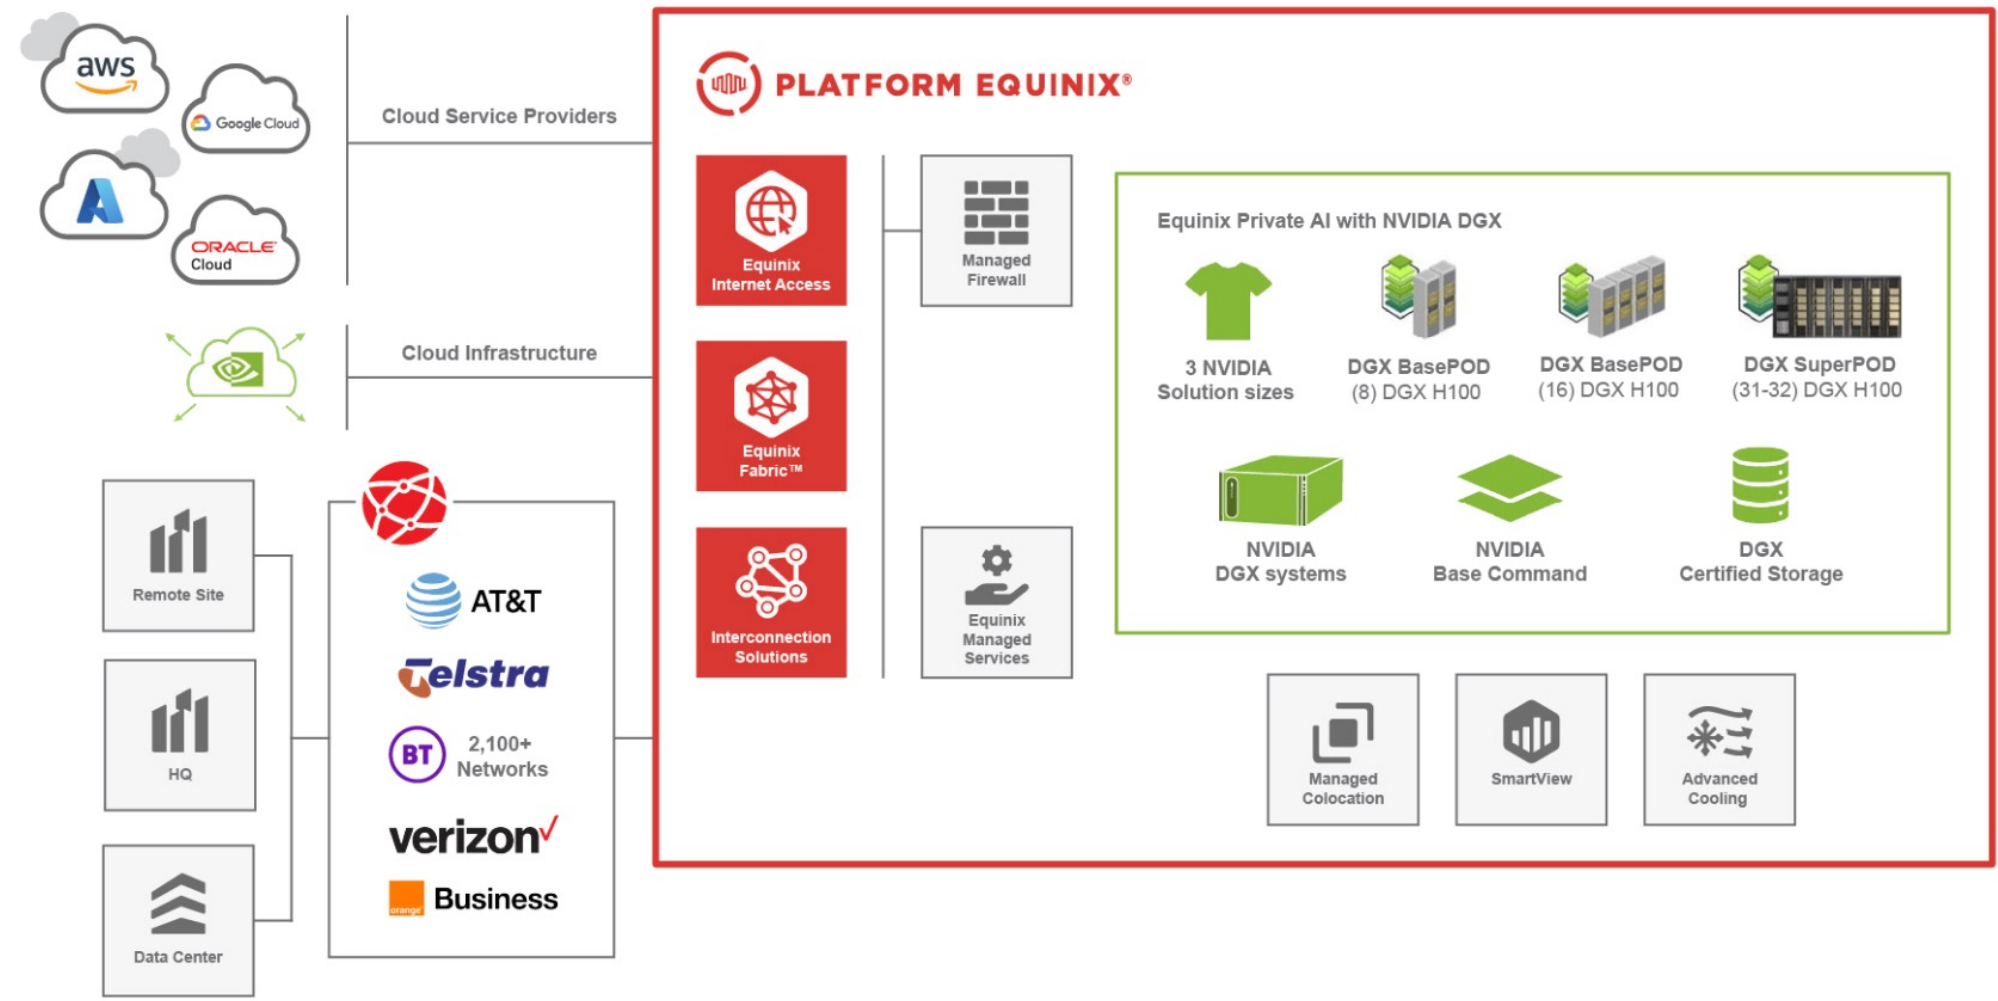 aws
Google Cloud
ORACLE
Cloud
Cloud Service Providers
Cloud Infrastructure
Remote Site
HQ
Data Center
AT&T
Telstra
BT
2,100+
Networks
verizon
orange
Business
PLATFORM EQUINIX®
Equinix
Internet Access
Equinix
Fabric™
Interconnection
Solutions
Managed
Firewall
Equinix
Managed
Services
Equinix Private AI with NVIDIA DGX
3 NVIDIA
Solution sizes
DGX BasePOD
(8) DGX H100
DGX BasePOD
(16) DGX H100
DGX SuperPOD
(31-32) DGX H100
NVIDIA
DGX systems
NVIDIA
Base Command
DGX
Certified Storage
Managed
Colocation
SmartView
Advanced
Cooling